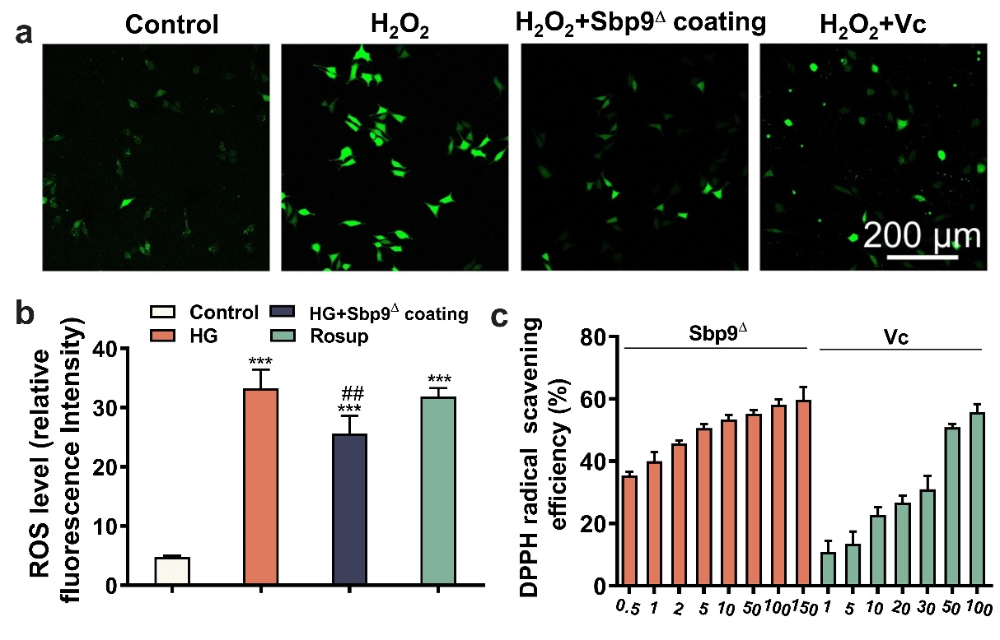 a
Control
H₂O₂
H₂O₂+Sbp9Δ coating
H₂O₂+Vc
200 μm
b
Control
HG+Sbp9Δ coating
HG
Rosup
ROS level (relative
fluorescence Intensity)
40
30
20
10
0
***
##
***
***
c
Sbp9Δ
Vc
DPPH radical scavening
efficiency (%)
80
60
40
20
0
0.5 1 2 5 10 50 100 150 1 5 10 20 30 50 100